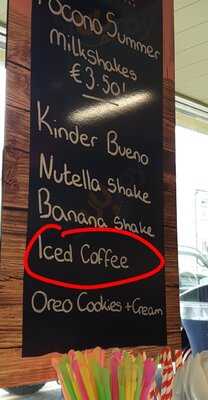 Pocono Summer
Milkshakes
€3.50!
Kinder Bueno
Nutella shake
Banana shake
Iced Coffee
Oreo Cookies + Cream